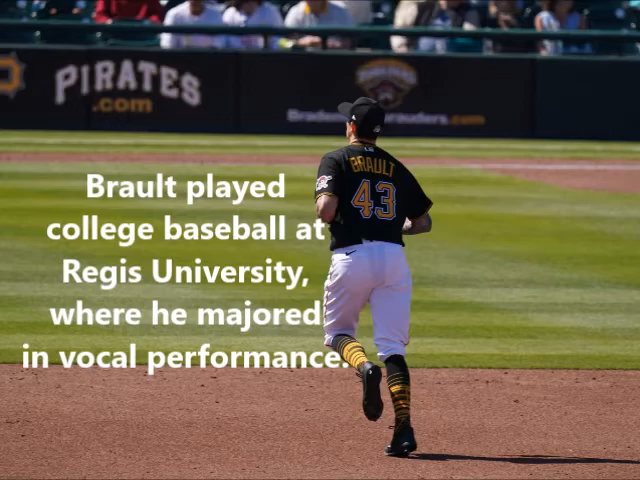 PIRATES
.com
BRAULT
43
Brault played
college baseball at
Regis University,
where he majored
in vocal performance.